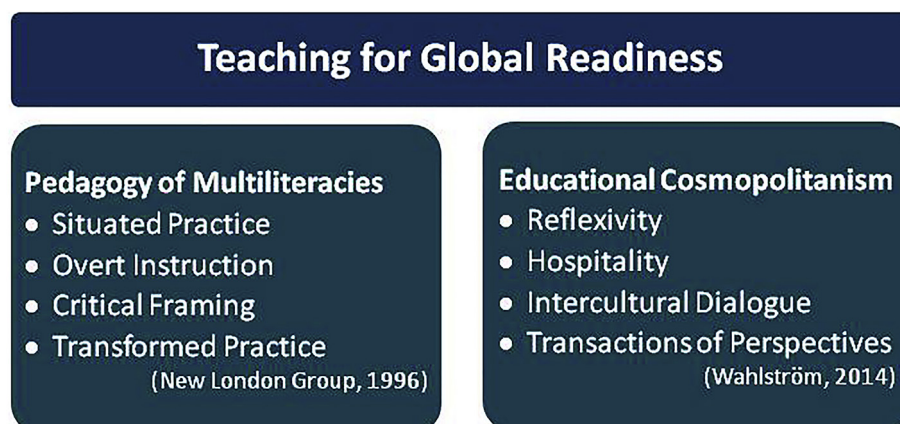 Teaching for Global Readiness
Pedagogy of Multiliteracies
• Situated Practice
• Overt Instruction
• Critical Framing
• Transformed Practice
(New London Group, 1996)
Educational Cosmopolitanism
• Reflexivity
• Hospitality
• Intercultural Dialogue
• Transactions of Perspectives
(Wahlström, 2014)